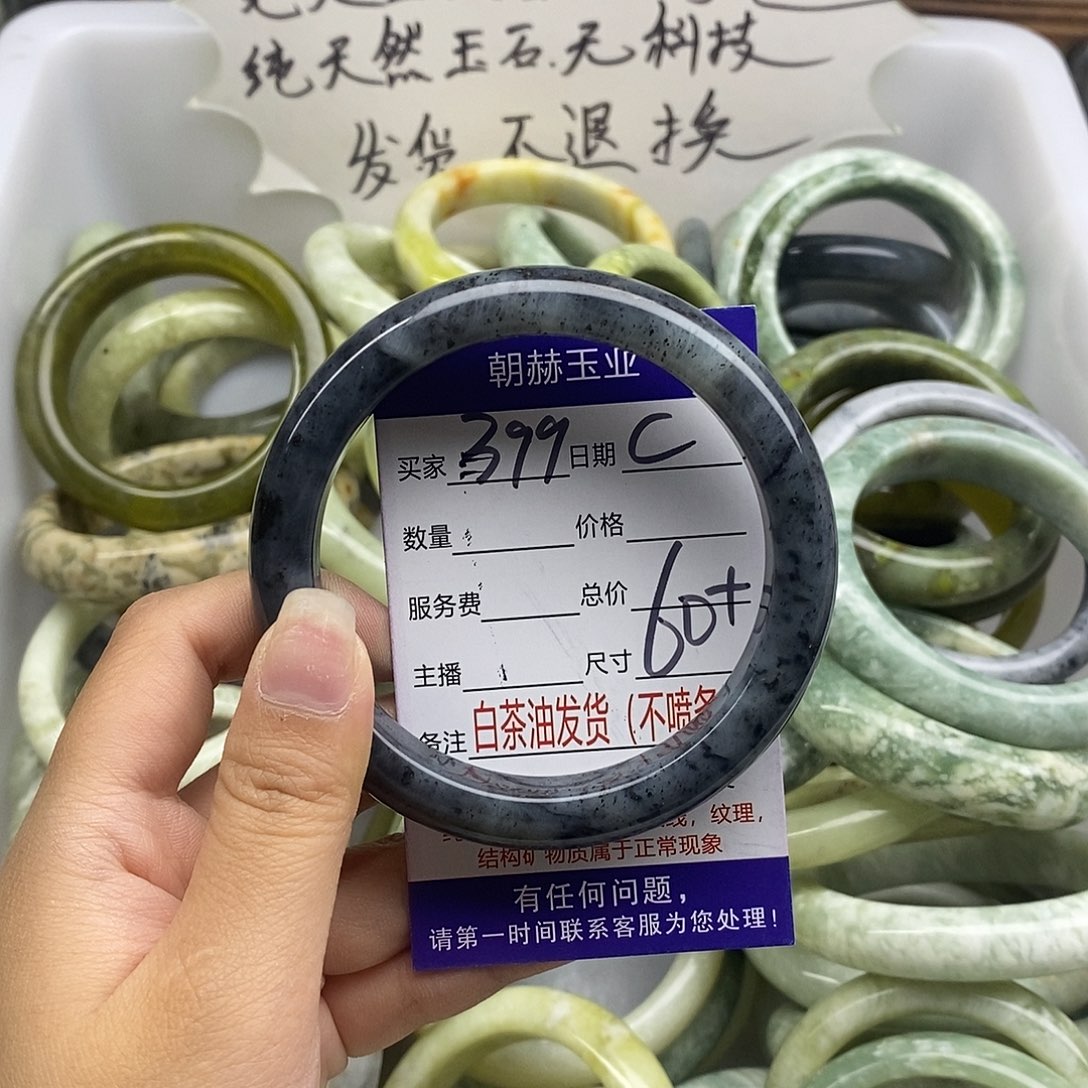 纯天然玉石.无科技
发货不退换
朝赫玉业
买家 399 日期 C
数量 价格
服务费 总价
主播 尺寸 60+
备注 白茶油发货（不喷
线，纹理，
结构矿物质属于正常现象
有任何问题，
请第一时间联系客服为您处理！